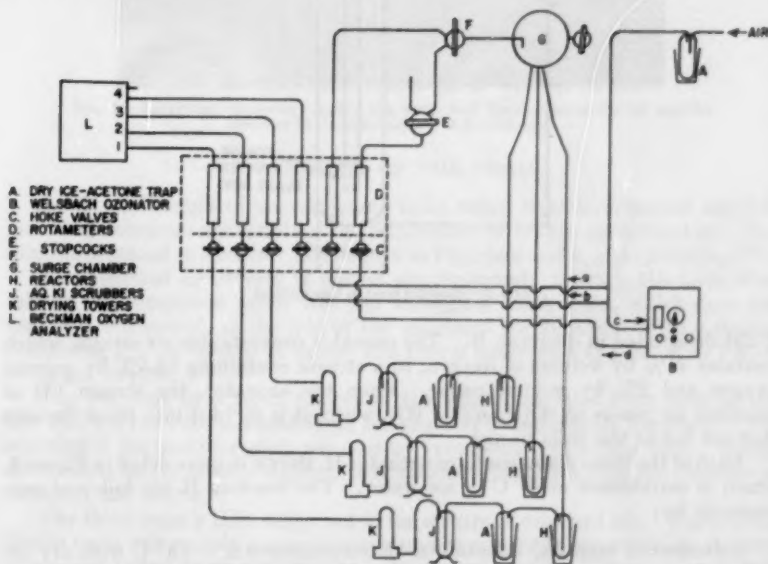 F
G
AIR
A
4
3
2
1
L
E
D
C
A. DRY ICE-ACETONE TRAP
B. WELSBACH OZONATOR
C. HOKE VALVES
D. ROTAMETERS
E
F STOPCOCKS
G. SURGE CHAMBER
H. REACTORS
J. AQ. KI SCRUBBERS
K. DRYING TOWERS
L. BECKMAN OXYGEN
ANALYZER
a
b
c
d
K J A H
K A H
K